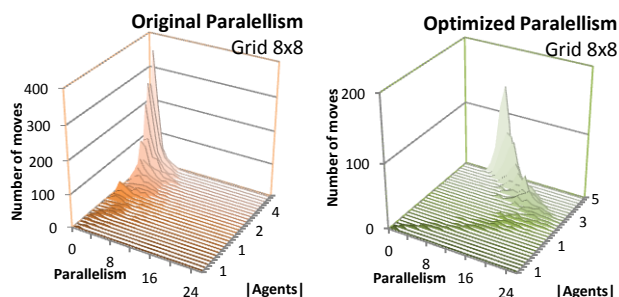 Original Paralellism
Grid 8x8
Number of moves
400
300
200
100
0
0
8
16
24
Parallelism
1
1
2
4
|Agents|
Optimized Paralellism
Grid 8x8
Number of moves
200
100
0
0
8
16
24
Parallelism
1
1
3
5
|Agents|